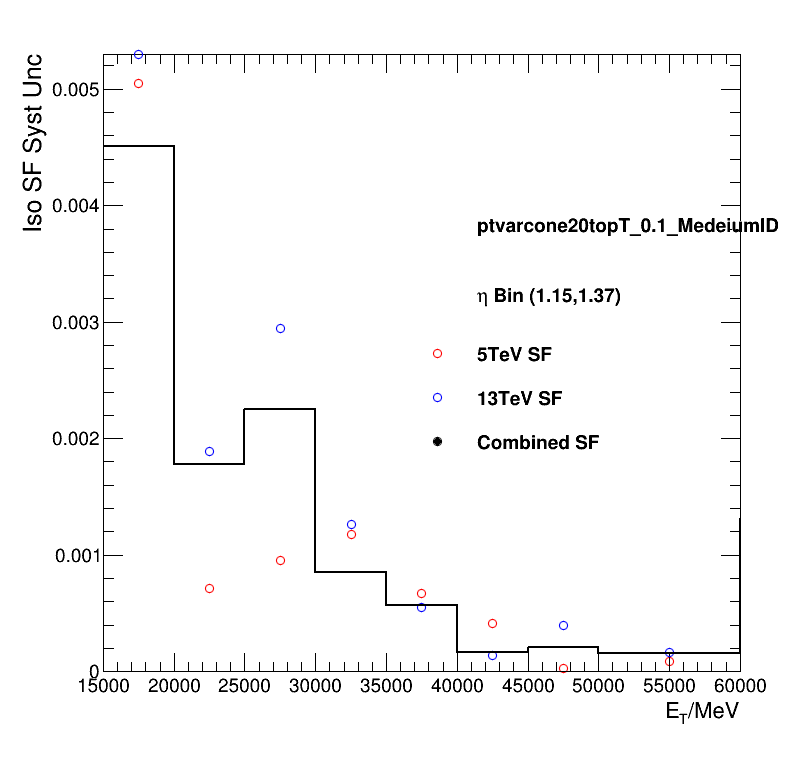 Iso SF Syst Unc
0.005
0.004
0.003
0.002
0.001
0
ptvarcone20topT_0.1_MedeiumID
η Bin (1.15,1.37)
5TeV SF
13TeV SF
Combined SF
15000 20000 25000 30000 35000 40000 45000 50000 55000 60000
E_T/MeV